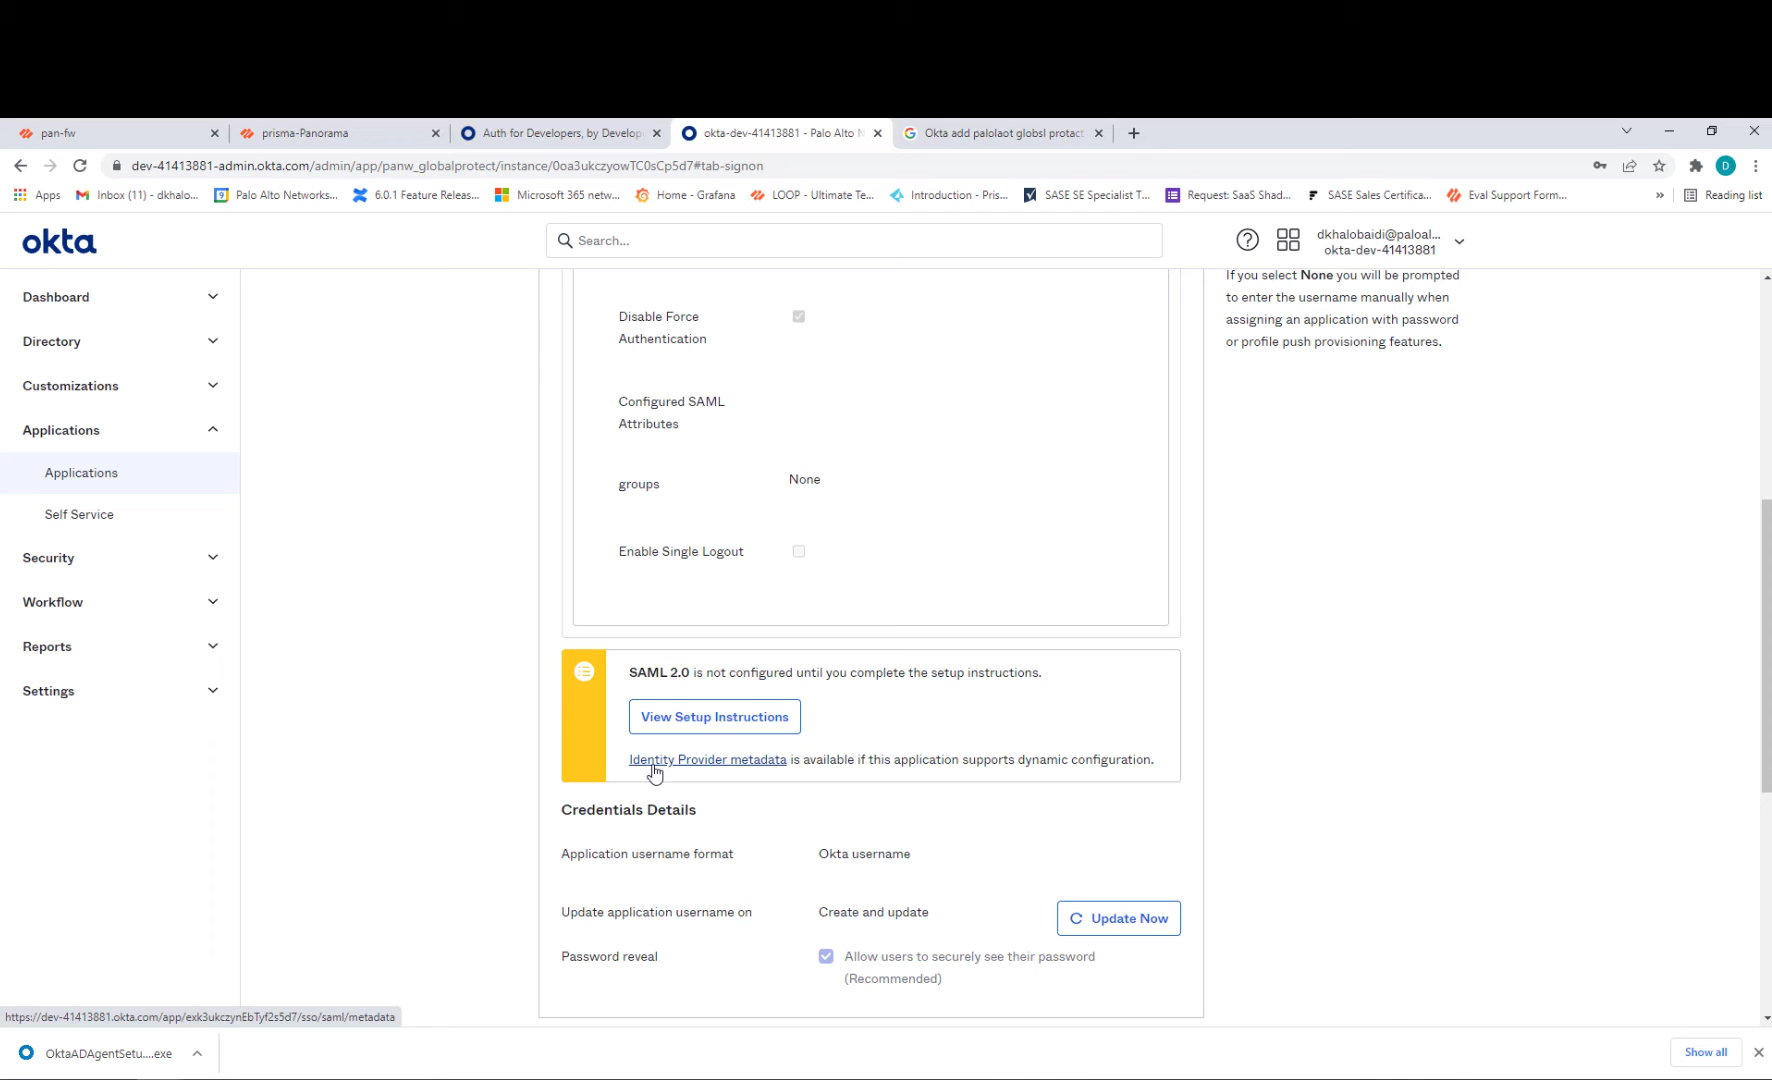 pan-fw
prisma-Panorama
Auth for Developers, by Develope
okta-dev-41413881 - Palo Alto N
Okta add palolaot globsl protact
dev-41413881-admin.okta.com/admin/app/panw_globalprotect/instance/0oa3ukczyowTC0sCp5d7#tab-signon
D
Apps
Inbox (11) - dkhalo...
Palo Alto Networks...
6.0.1 Feature Releas...
Microsoft 365 netw...
Home - Grafana
LOOP - Ultimate Te...
Introduction - Pris...
SASE SE Specialist T...
Request: SaaS Shad...
SASE Sales Certifica...
Eval Support Form...
»
Reading list
okta
Search...
dkhalobaidi@paloal...
okta-dev-41413881
Dashboard
Directory
Customizations
Applications
Applications
Self Service
Security
Workflow
Reports
Settings
Disable Force
Authentication
Configured SAML
Attributes
groups
None
Enable Single Logout
SAML 2.0 is not configured until you complete the setup instructions.
View Setup Instructions
Identity Provider metadata is available if this application supports dynamic configuration.
Credentials Details
Application username format
Okta username
Update application username on
Create and update
Update Now
Password reveal
Allow users to securely see their password
(Recommended)
If you select None you will be prompted
to enter the username manually when
assigning an application with password
or profile push provisioning features.
https://dev-41413881.okta.com/app/exk3ukczynEbTyf2s5d7/sso/saml/metadata
OktaADAgentSetu....exe
Show all